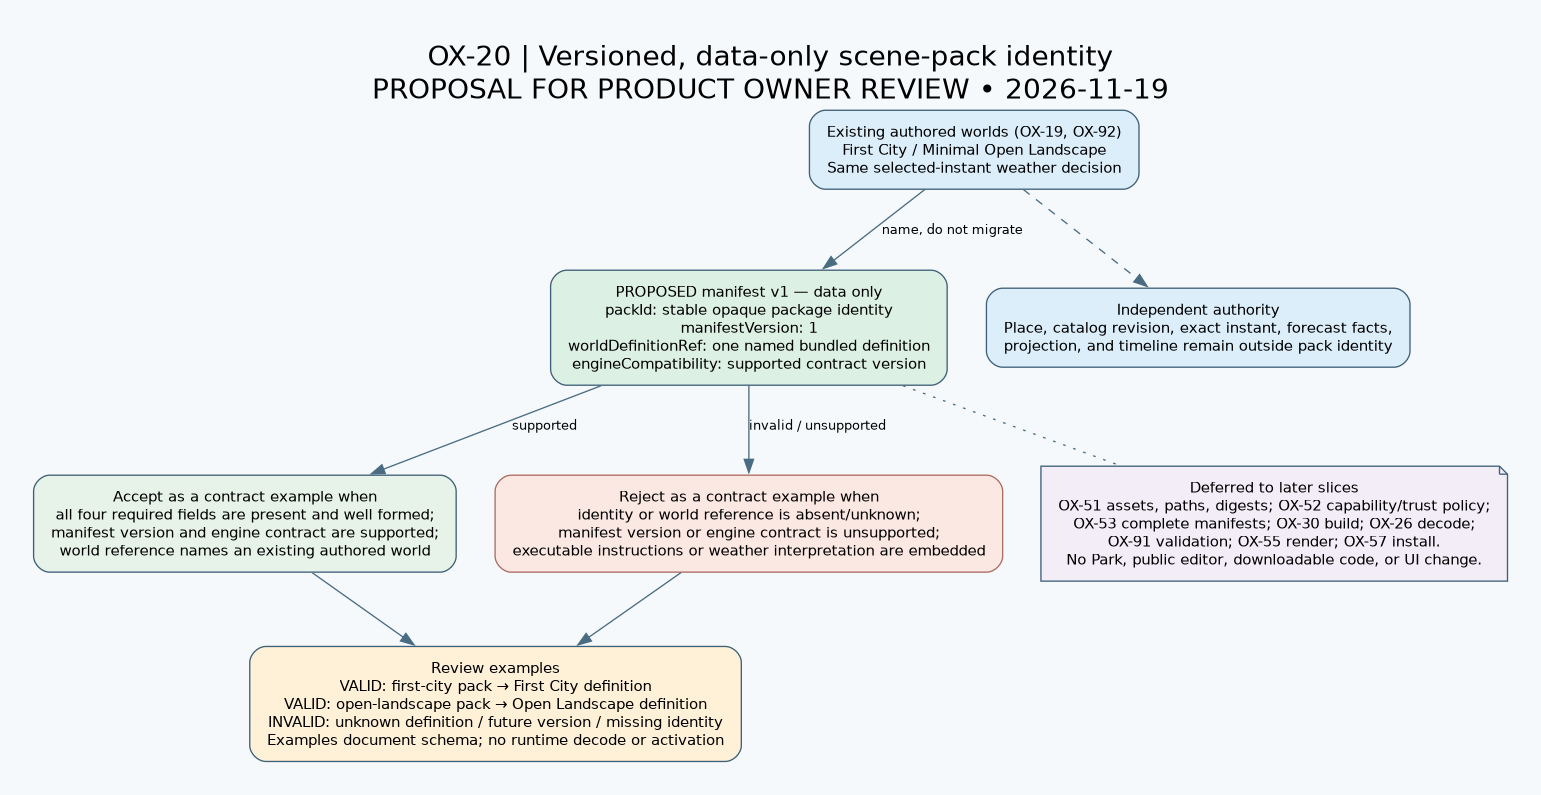 OX-20 | Versioned, data-only scene-pack identity
PROPOSAL FOR PRODUCT OWNER REVIEW • 2026-11-19
Existing authored worlds (OX-19, OX-92)
First City / Minimal Open Landscape
Same selected-instant weather decision
name, do not migrate
PROPOSED manifest v1 — data only
packId: stable opaque package identity
manifestVersion: 1
worldDefinitionRef: one named bundled definition
engineCompatibility: supported contract version
Independent authority
Place, catalog revision, exact instant, forecast facts,
projection, and timeline remain outside pack identity
supported
invalid / unsupported
Accept as a contract example when
all four required fields are present and well formed;
manifest version and engine contract are supported;
world reference names an existing authored world
Reject as a contract example when
identity or world reference is absent/unknown;
manifest version or engine contract is unsupported;
executable instructions or weather interpretation are embedded
Deferred to later slices
OX-51 assets, paths, digests; OX-52 capability/trust policy;
OX-53 complete manifests; OX-30 build; OX-26 decode;
OX-91 validation; OX-55 render; OX-57 install.
No Park, public editor, downloadable code, or UI change.
Review examples
VALID: first-city pack → First City definition
VALID: open-landscape pack → Open Landscape definition
INVALID: unknown definition / future version / missing identity
Examples document schema; no runtime decode or activation